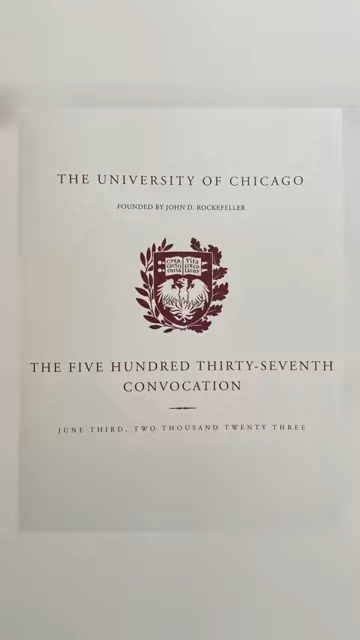 THE UNIVERSITY OF CHICAGO
FOUNDED BY JOHN D. ROCKEFELLER
THE FIVE HUNDRED THIRTY-SEVENTH
CONVOCATION
JUNE THIRD, TWO THOUSAND TWENTY THREE